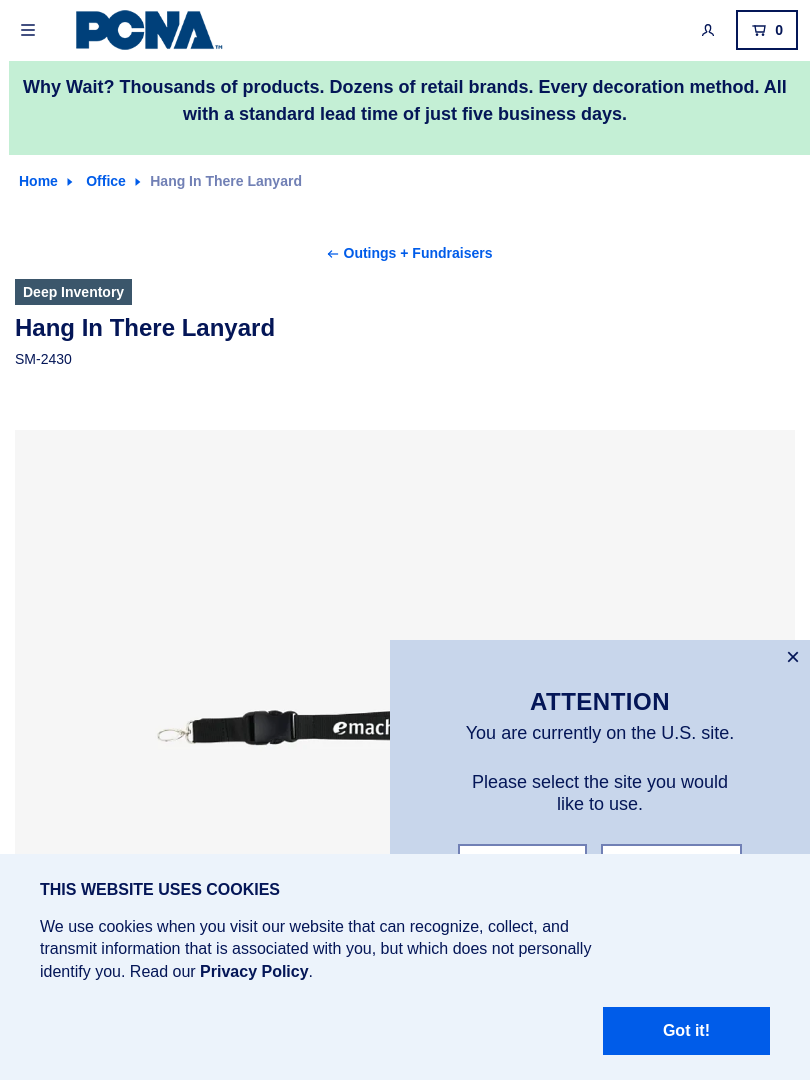 PCNA™
0
Why Wait? Thousands of products. Dozens of retail brands. Every decoration method. All
with a standard lead time of just five business days.
Home Office Hang In There Lanyard
Outings + Fundraisers
Deep Inventory
Hang In There Lanyard
SM-2430
emach
ATTENTION
You are currently on the U.S. site.
Please select the site you would
like to use.
THIS WEBSITE USES COOKIES
We use cookies when you visit our website that can recognize, collect, and
transmit information that is associated with you, but which does not personally
identify you. Read our Privacy Policy.
Got it!